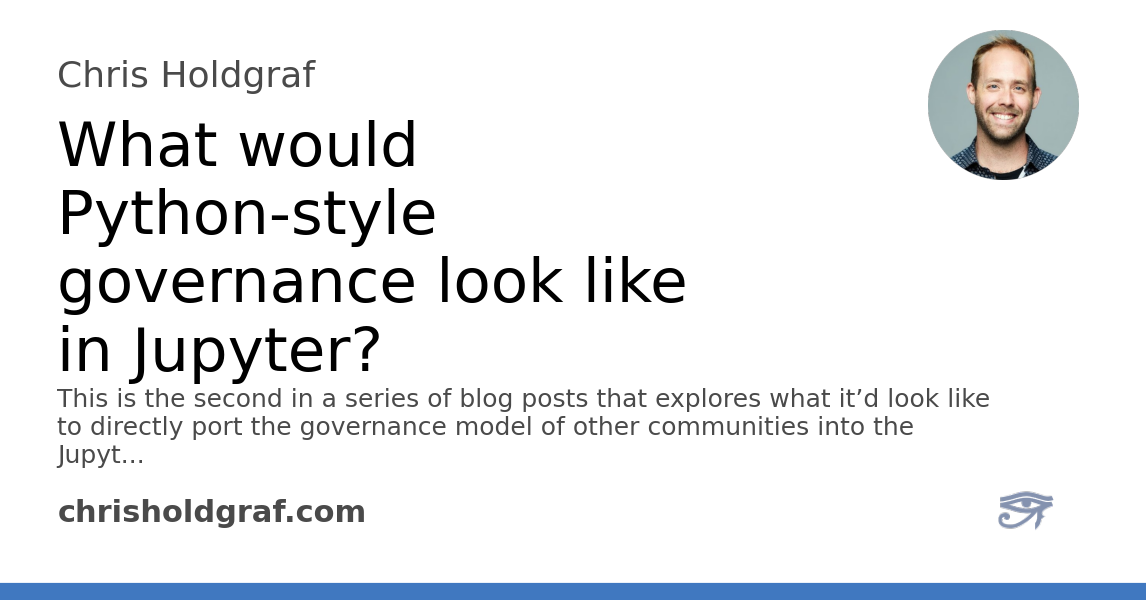 Chris Holdgraf
What would
Python-style
governance look like
in Jupyter?
This is the second in a series of blog posts that explores what it’d look like
to directly port the governance model of other communities into the
Jupyt...
chrisholdgraf.com